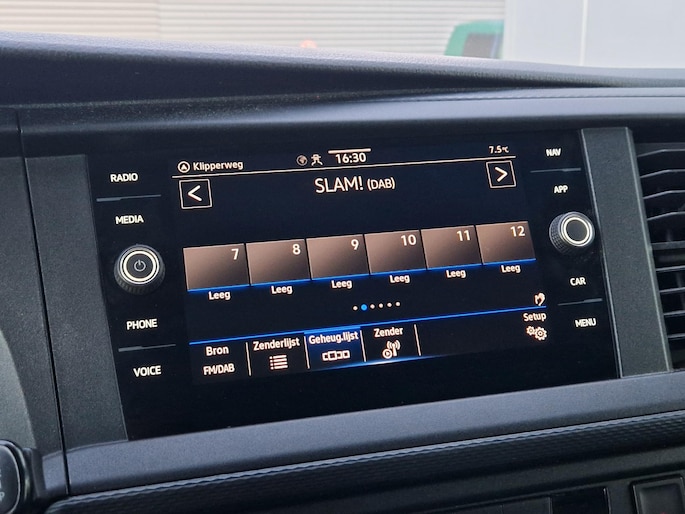 RADIO
MEDIA
PHONE
VOICE
Klipperweg
16:30
7.5°C
< SLAM! (DAB) >
7 8 9 10 11 12
Leeg Leeg Leeg Leeg Leeg Leeg
Bron Zenderlijst Geheug.lijst Zender Setup
FM/DAB
NAV
APP
CAR
MENU